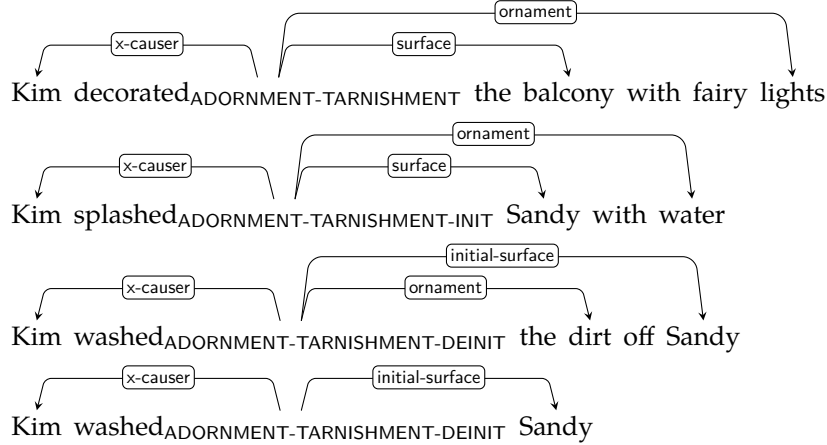 ornament
x-causer surface
Kim decoratedADORNMENT-TARNISHMENT the balcony with fairy lights
ornament
x-causer surface
Kim splashedADORNMENT-TARNISHMENT-INIT Sandy with water
initial-surface
x-causer ornament
Kim washedADORNMENT-TARNISHMENT-DEINIT the dirt off Sandy
x-causer initial-surface
Kim washedADORNMENT-TARNISHMENT-DEINIT Sandy